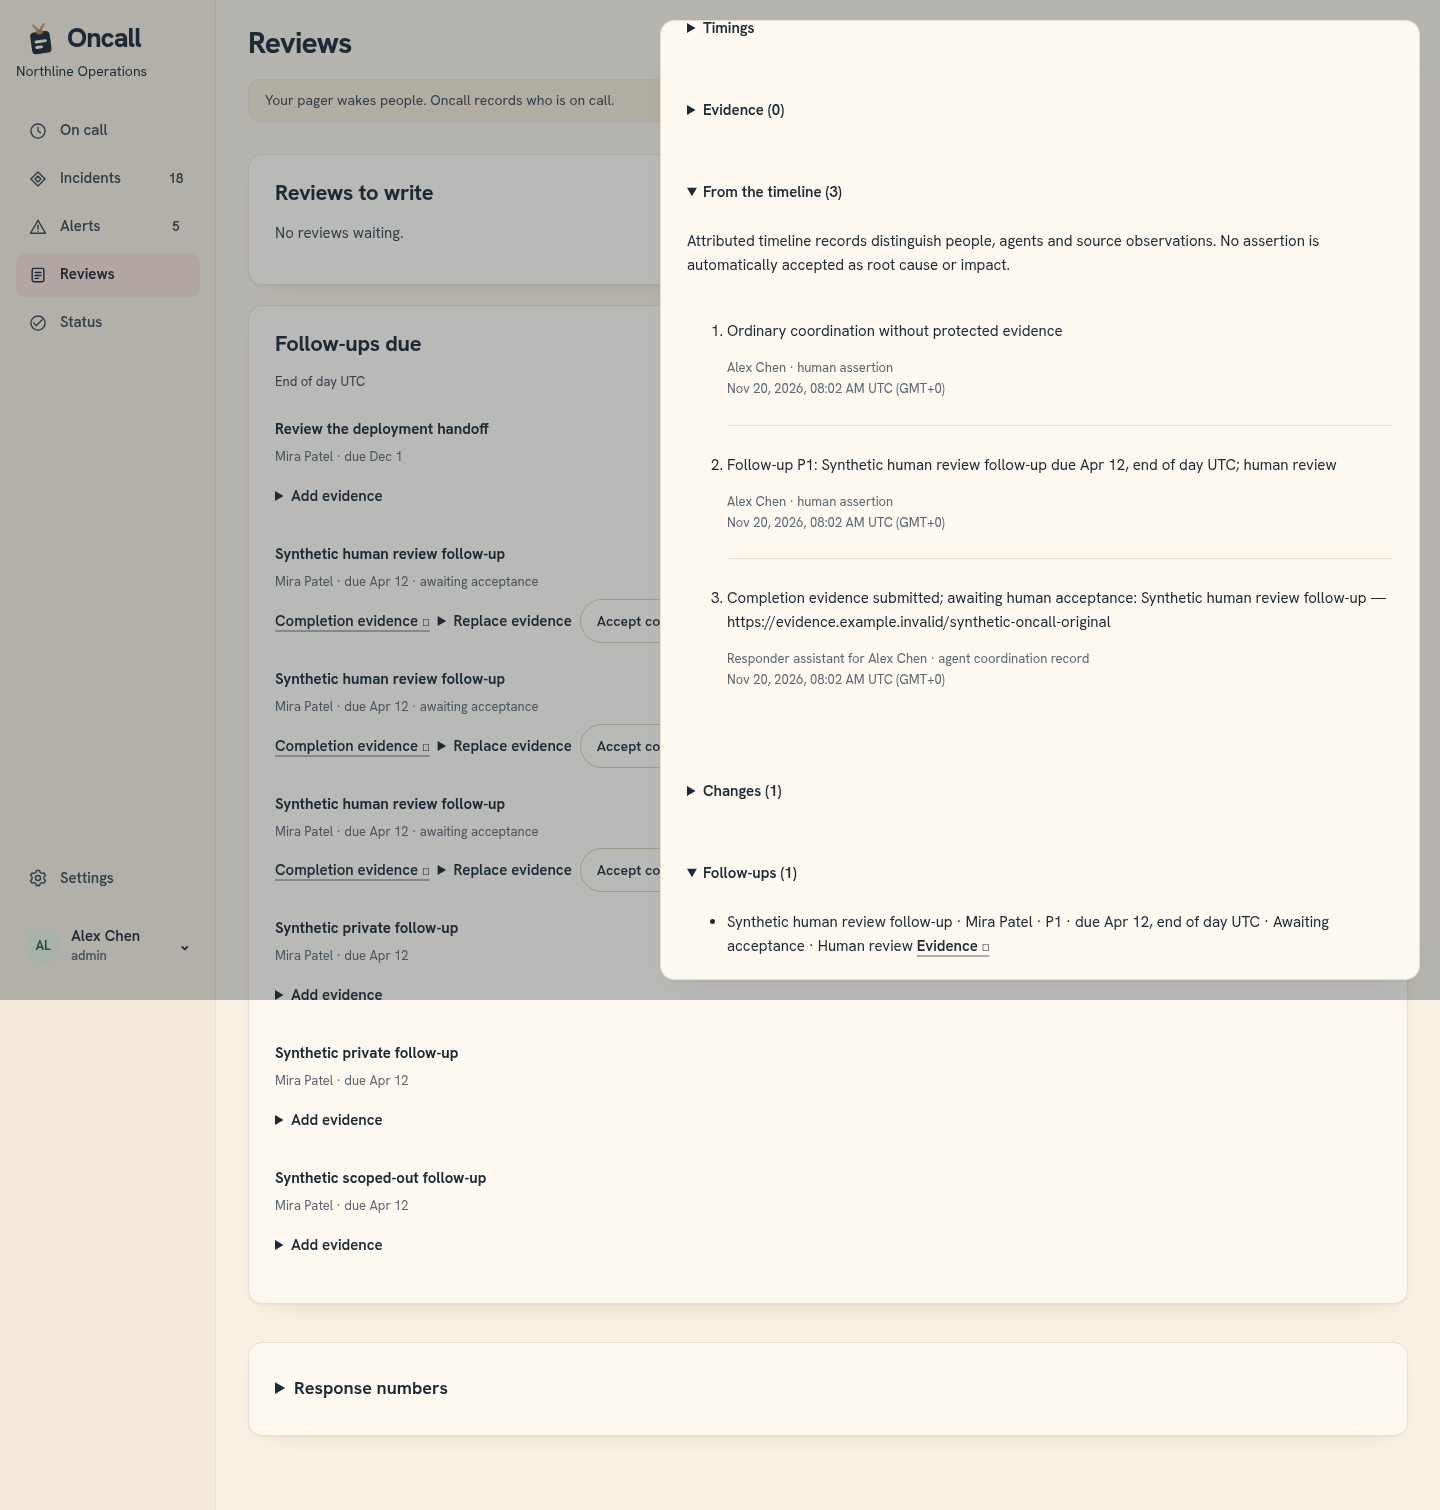 Oncall
Northline Operations
On call
Incidents 18
Alerts 5
Reviews
Status
Settings
AL
Alex Chen
admin
Reviews
Your pager wakes people. Oncall records who is on call.
Reviews to write
No reviews waiting.
Follow-ups due
End of day UTC
Review the deployment handoff
Mira Patel · due Dec 1
Add evidence
Synthetic human review follow-up
Mira Patel · due Apr 12 · awaiting acceptance
Completion evidence Replace evidence Accept co
Synthetic human review follow-up
Mira Patel · due Apr 12 · awaiting acceptance
Completion evidence Replace evidence Accept co
Synthetic human review follow-up
Mira Patel · due Apr 12 · awaiting acceptance
Completion evidence Replace evidence Accept co
Synthetic private follow-up
Mira Patel · due Apr 12
Add evidence
Synthetic private follow-up
Mira Patel · due Apr 12
Add evidence
Synthetic scoped-out follow-up
Mira Patel · due Apr 12
Add evidence
Response numbers
Timings
Evidence (0)
From the timeline (3)
Attributed timeline records distinguish people, agents and source observations. No assertion is
automatically accepted as root cause or impact.
1. Ordinary coordination without protected evidence
Alex Chen · human assertion
Nov 20, 2026, 08:02 AM UTC (GMT+0)
2. Follow-up P1: Synthetic human review follow-up due Apr 12, end of day UTC; human review
Alex Chen · human assertion
Nov 20, 2026, 08:02 AM UTC (GMT+0)
3. Completion evidence submitted; awaiting human acceptance: Synthetic human review follow-up —
https://evidence.example.invalid/synthetic-oncall-original
Responder assistant for Alex Chen · agent coordination record
Nov 20, 2026, 08:02 AM UTC (GMT+0)
Changes (1)
Follow-ups (1)
• Synthetic human review follow-up · Mira Patel · P1 · due Apr 12, end of day UTC · Awaiting
acceptance · Human review Evidence